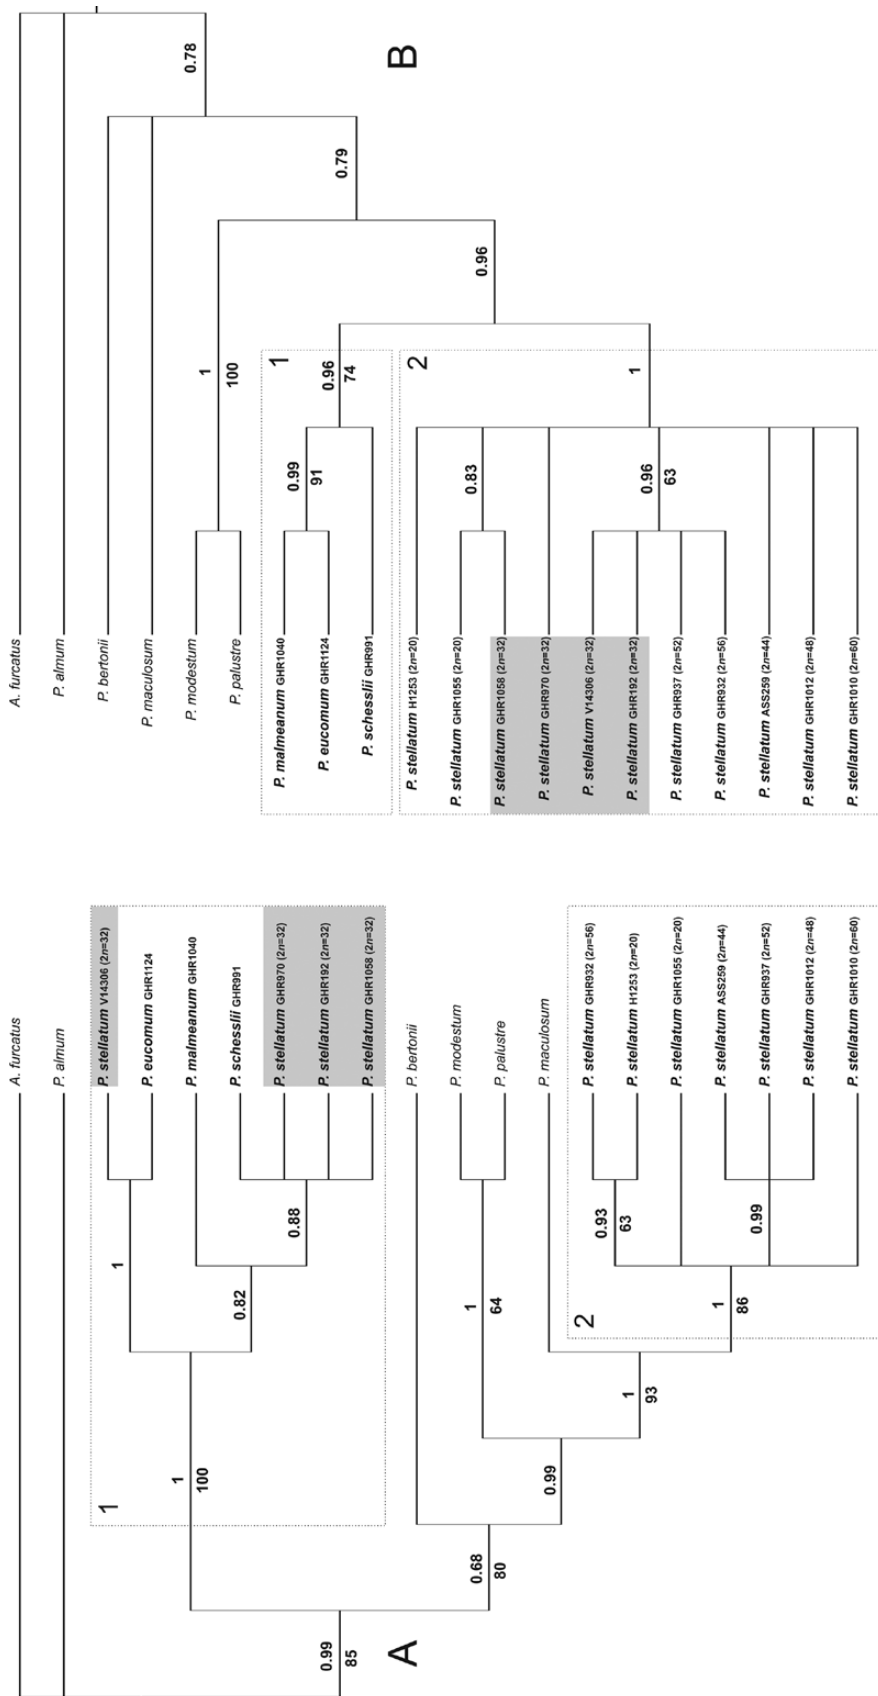 A. furcatus
P. almum
P. bertonii
P. maculosum
P. modestum
P. palustre
P. malmeanum GHR1040
P. eucomum GHR1124
P. schesslii GHR991
P. stellatum H1253 (2n=20)
P. stellatum GHR1055 (2n=20)
P. stellatum GHR1058 (2n=32)
P. stellatum GHR970 (2n=32)
P. stellatum V14306 (2n=32)
P. stellatum GHR192 (2n=32)
P. stellatum GHR937 (2n=52)
P. stellatum GHR932 (2n=56)
P. stellatum ASS259 (2n=44)
P. stellatum GHR1012 (2n=48)
P. stellatum GHR1010 (2n=60)
0.78
0.79
0.96
1
100
1
0.96
74
0.99
91
2
1
0.83
0.96
63
B
A. furcatus
P. almum
P. stellatum V14306 (2n=32)
P. eucomum GHR1124
P. malmeanum GHR1040
P. schesslii GHR991
P. stellatum GHR970 (2n=32)
P. stellatum GHR192 (2n=32)
P. stellatum GHR1058 (2n=32)
P. bertonii
P. modestum
P. palustre
P. maculosum
P. stellatum GHR932 (2n=56)
P. stellatum H1253 (2n=20)
P. stellatum GHR1055 (2n=20)
P. stellatum ASS259 (2n=44)
P. stellatum GHR937 (2n=52)
P. stellatum GHR1012 (2n=48)
P. stellatum GHR1010 (2n=60)
1
1
0.88
0.82
1
100
0.99
85
0.68
80
0.99
1
64
1
93
2
1
86
0.93
63
0.99
A